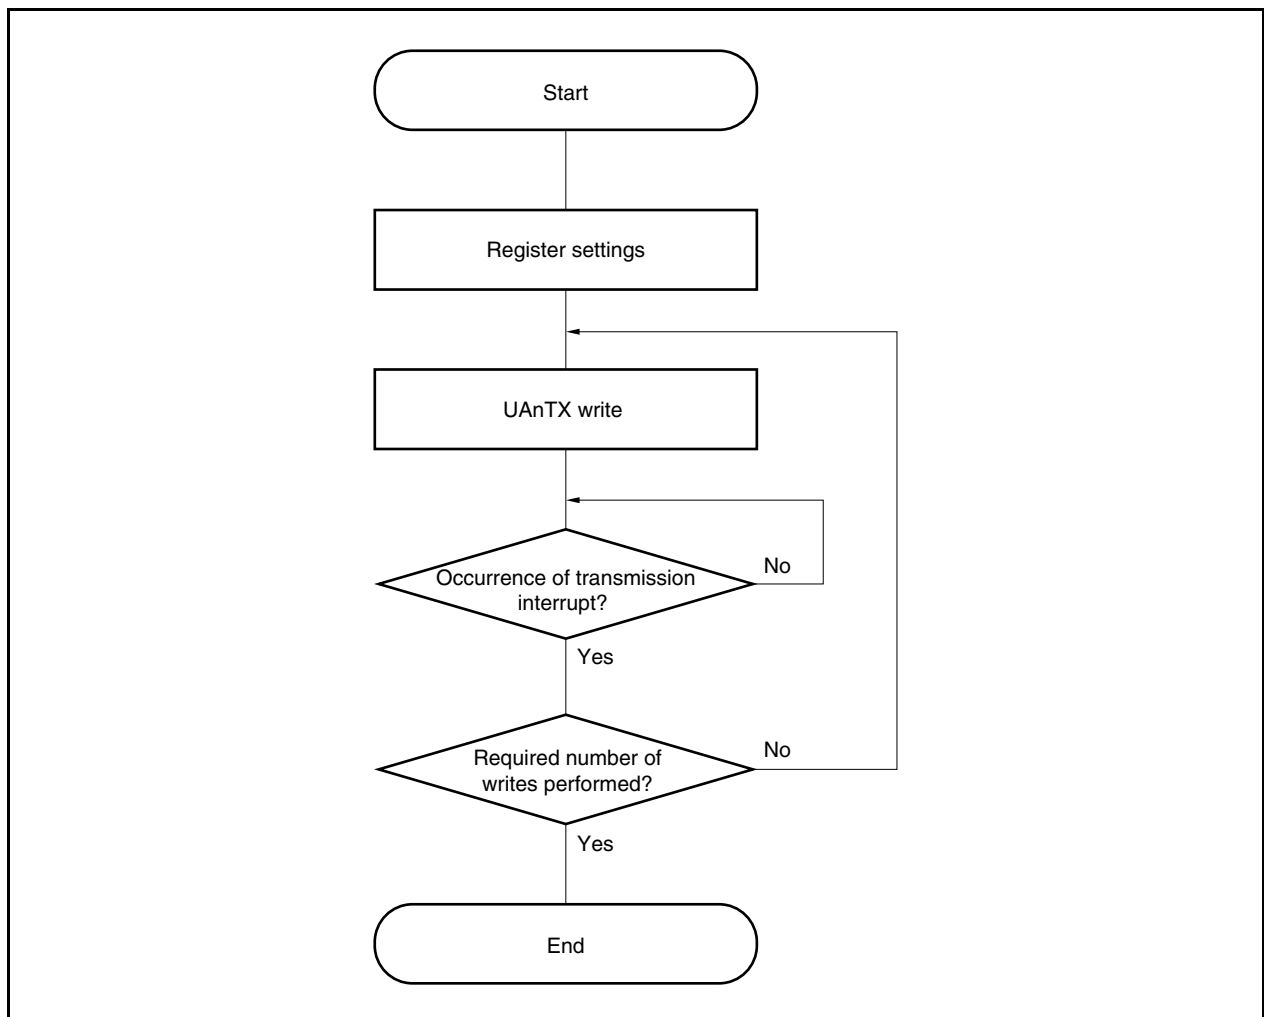 Start
Register settings
UAnTX write
Occurrence of transmission
interrupt?
No
Yes
Required number of
writes performed?
No
Yes
End